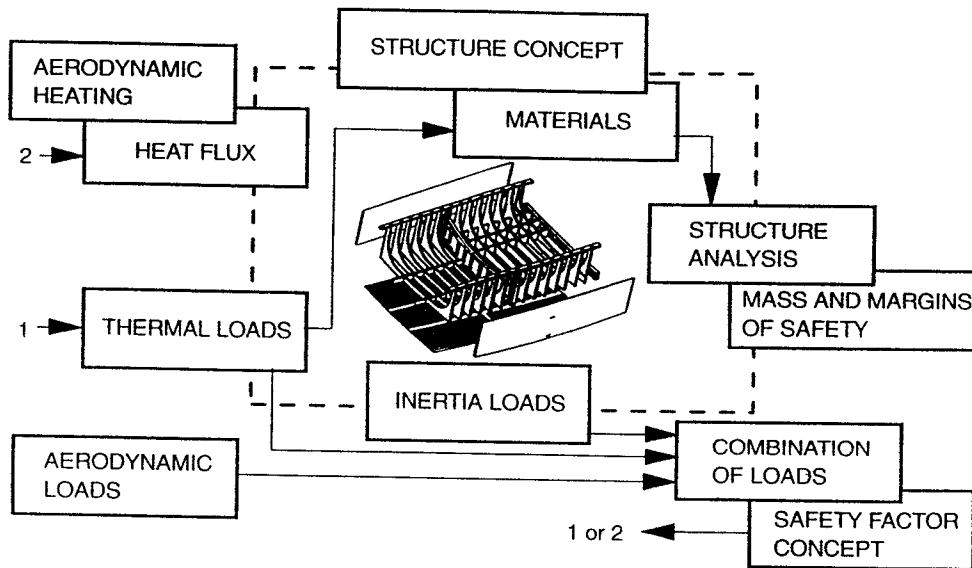 STRUCTURE CONCEPT
AERODYNAMIC
HEATING
MATERIALS
2
HEAT FLUX
STRUCTURE
ANALYSIS
MASS AND MARGINS
OF SAFETY
1
THERMAL LOADS
INERTIA LOADS
COMBINATION
OF LOADS
AERODYNAMIC
LOADS
1 or 2
SAFETY FACTOR
CONCEPT